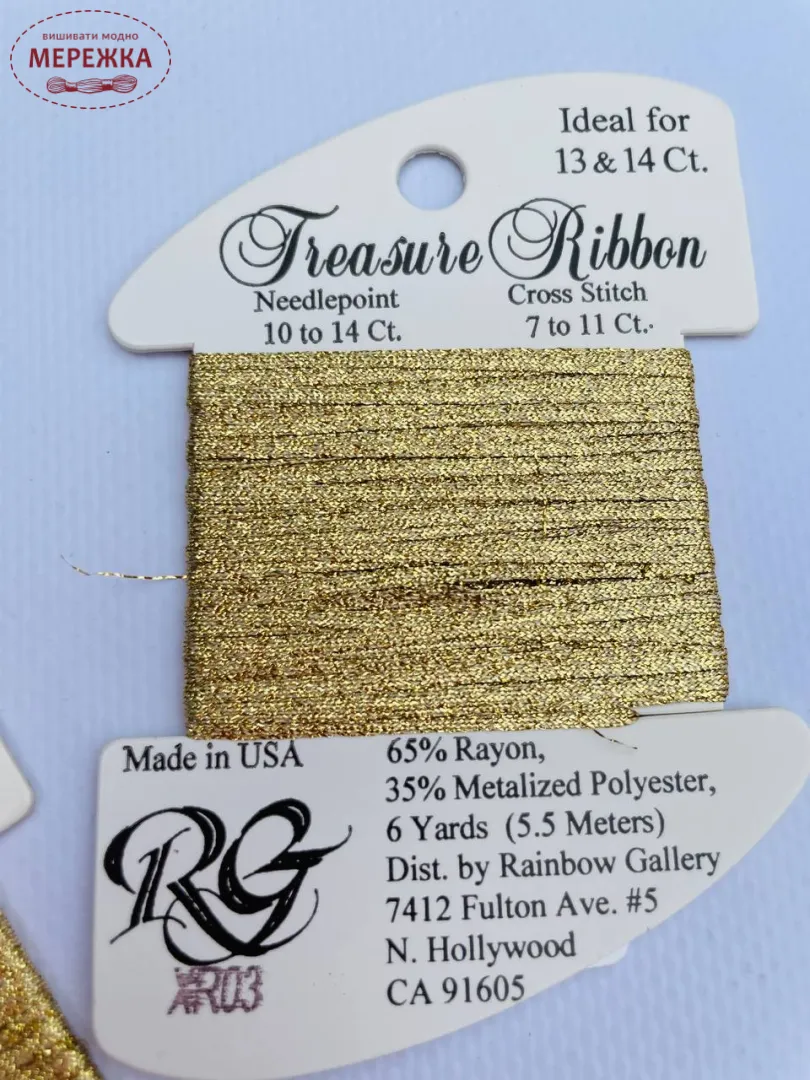 вишивати модно
МЕРЕЖКА
Ideal for
13 & 14 Ct.
Treasure Ribbon
Needlepoint
10 to 14 Ct.
Cross Stitch
7 to 11 Ct.
Made in USA
RG
65% Rayon,
35% Metalized Polyester,
6 Yards (5.5 Meters)
Dist. by Rainbow Gallery
7412 Fulton Ave. #5
N. Hollywood
CA 91605